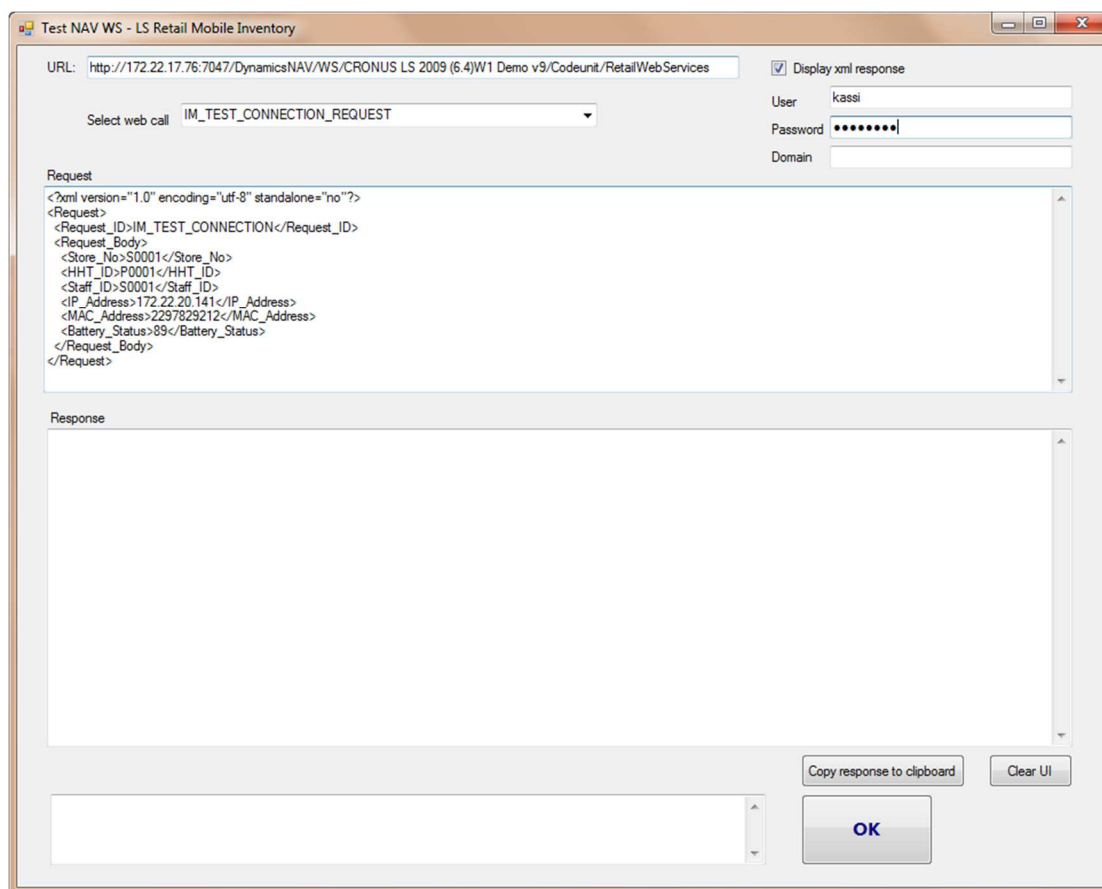 Test NAV WS - LS Retail Mobile Inventory
URL: http://172.22.17.76:7047/DynamicsNAV/WS/CRONUS LS 2009 (6.4)W1 Demo v9/Codeunit/RetailWebServices
Display xml response
Select web call IM_TEST_CONNECTION_REQUEST
User kassi
Password ●●●●●●●●
Domain
Request
<?xml version="1.0" encoding="utf-8" standalone="no"?>
<Request>
<Request_ID>IM_TEST_CONNECTION</Request_ID>
<Request_Body>
<Store_No>S0001</Store_No>
<HHT_ID>P0001</HHT_ID>
<Staff_ID>S0001</Staff_ID>
<IP_Address>172.22.20.141</IP_Address>
<MAC_Address>2297829212</MAC_Address>
<Battery_Status>89</Battery_Status>
</Request_Body>
</Request>
Response
Copy response to clipboard
Clear UI
OK